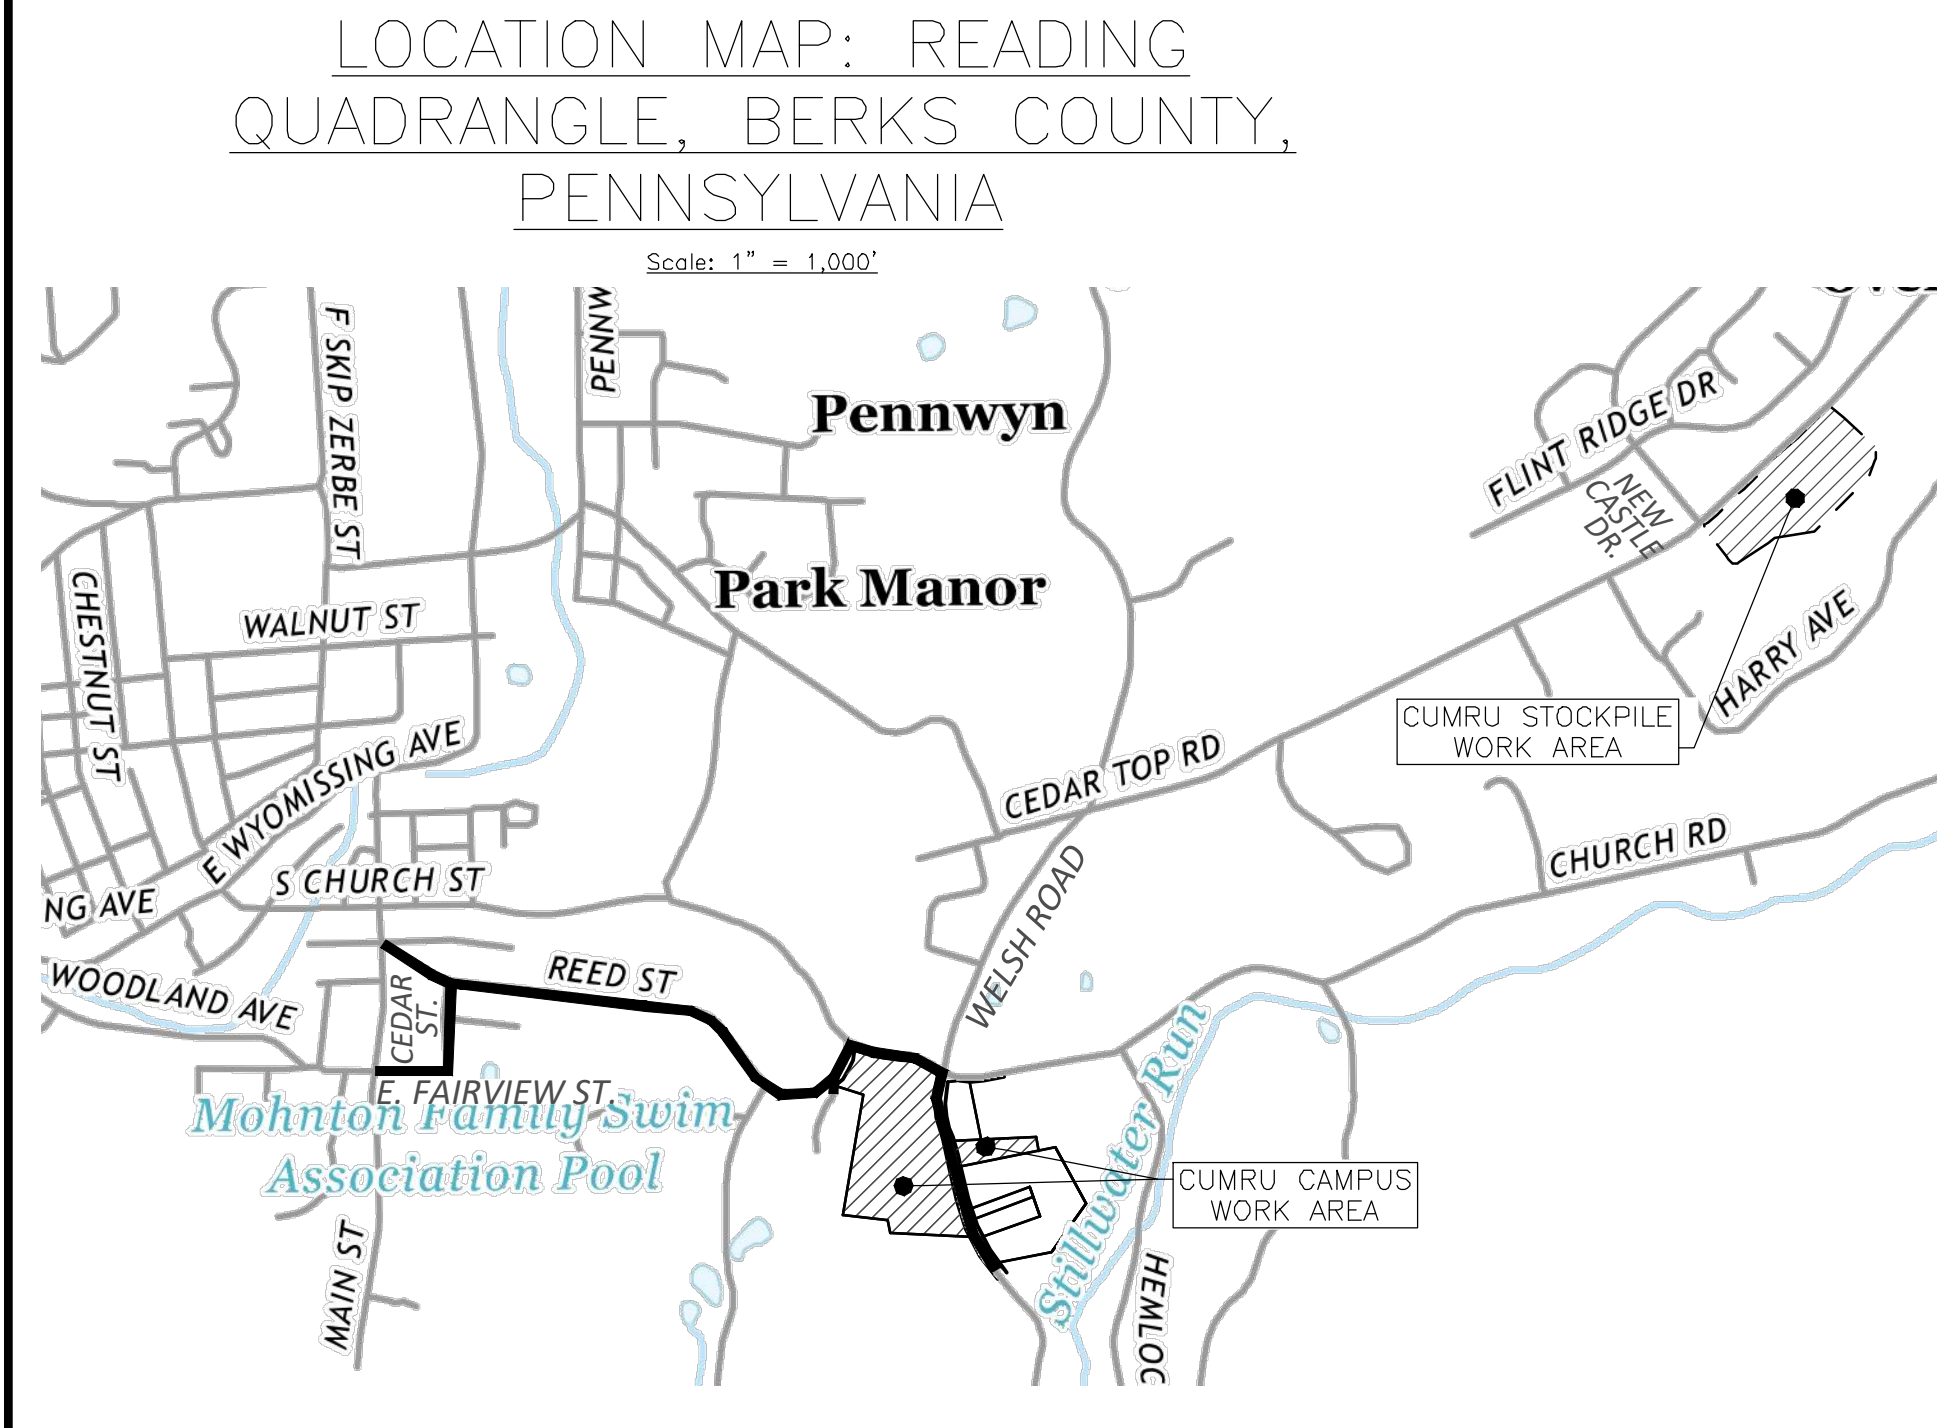 LOCATION MAP: READING
QUADRANGLE, BERKS COUNTY,
PENNSYLVANIA
Scale: 1" = 1,000'
F SKIP ZERBE ST
PENNW
Pennwyn
FLINT RIDGE DR
NEW
CASTLE
DR.
Park Manor
CHESTNUT ST
WALNUT ST
HARRY AVE
CUMRU STOCKPILE
WORK AREA
E WYOMISSING AVE
CEDAR TOP RD
CHURCH RD
S CHURCH ST
NG AVE
WELSH ROAD
REED ST
WOODLAND AVE
CEDAR
ST.
E. FAIRVIEW ST.
Mohnton Family Swim
Association Pool
Stillwater Run
CUMRU CAMPUS
WORK AREA
MAIN ST
HEMLOC